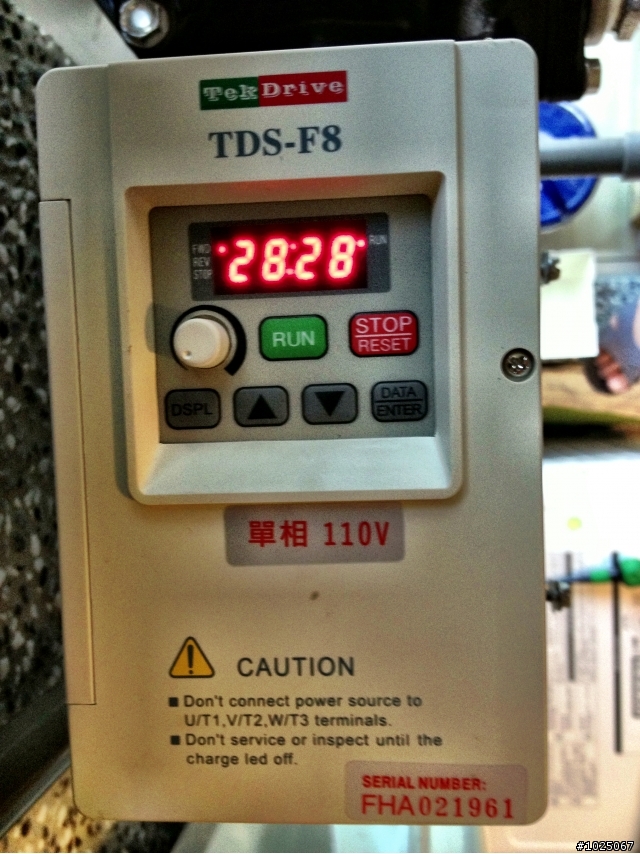 TekDrive
TDS-F8
FWD
REV
STOP
28:28
RUN
RUN
STOP
RESET
DSPL
▲
▼
DATA
ENTER
單相 110V
CAUTION
■ Don't connect power source to
U/T1,V/T2,W/T3 terminals.
■ Don't service or inspect until the
charge led off.
SERIAL NUMBER:
FHA021961
#1025067